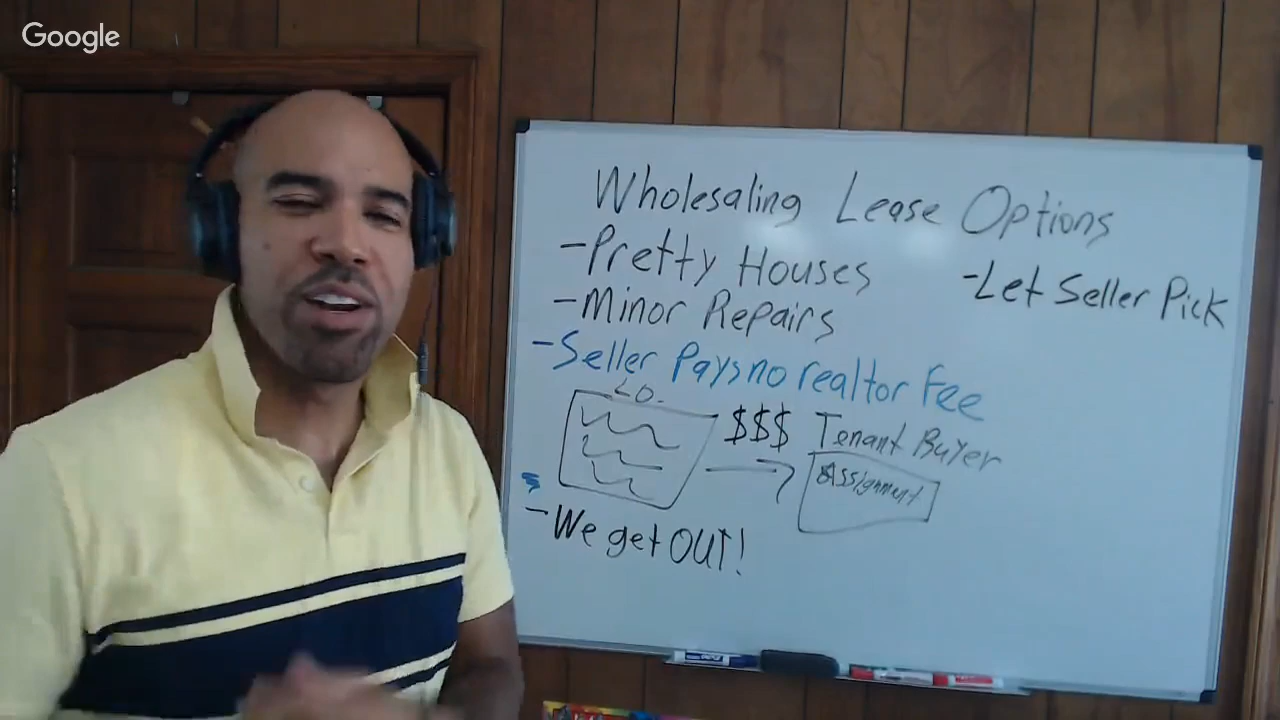 Google
Wholesaling Lease Options
-Pretty Houses
-Let Seller Pick
-Minor Repairs
-Seller Pays no realtor Fee
L.O.
$$$ Tenant Buyer
Assignment
-We get OUT!